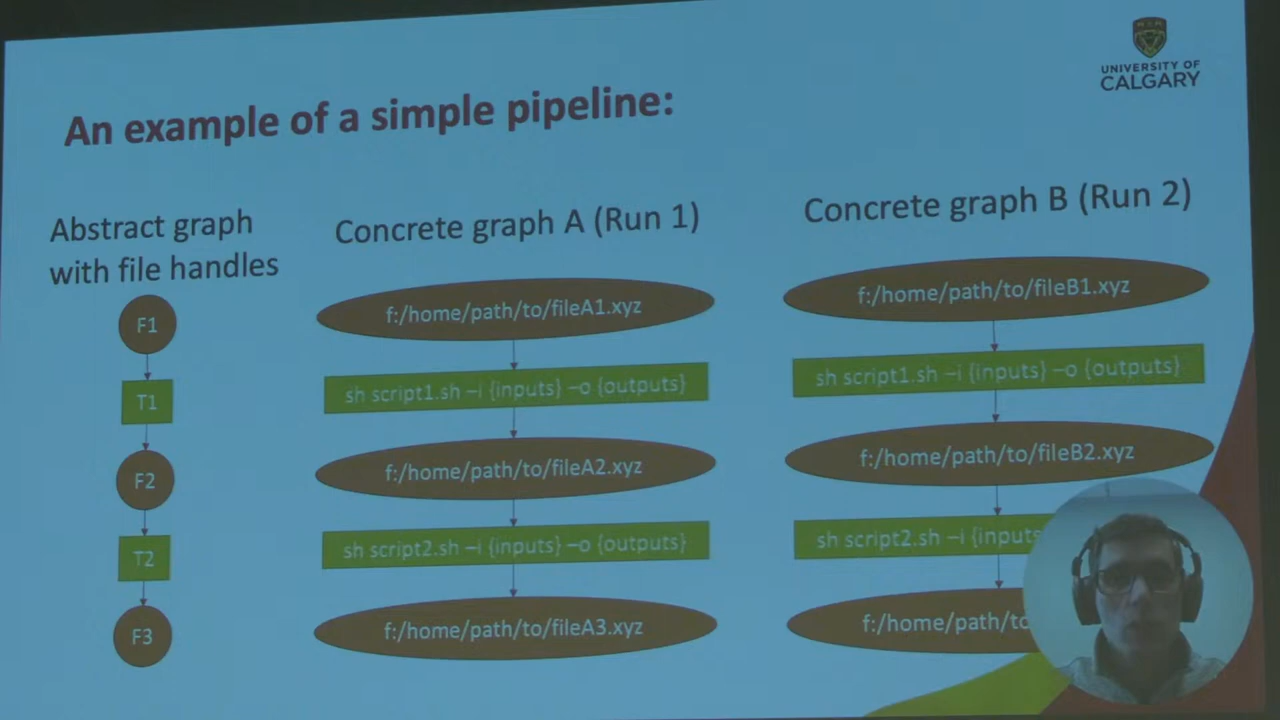 UNIVERSITY OF
CALGARY
An example of a simple pipeline:
Abstract graph
with file handles
F1
T1
F2
T2
F3
Concrete graph A (Run 1)
f:/home/path/to/fileA1.xyz
sh script1.sh –i {inputs} –o {outputs}
f:/home/path/to/fileA2.xyz
sh script2.sh –i {inputs} –o {outputs}
f:/home/path/to/fileA3.xyz
Concrete graph B (Run 2)
f:/home/path/to/fileB1.xyz
sh script1.sh –i {inputs} –o {outputs}
f:/home/path/to/fileB2.xyz
sh script2.sh –i {inputs
f:/home/path/to